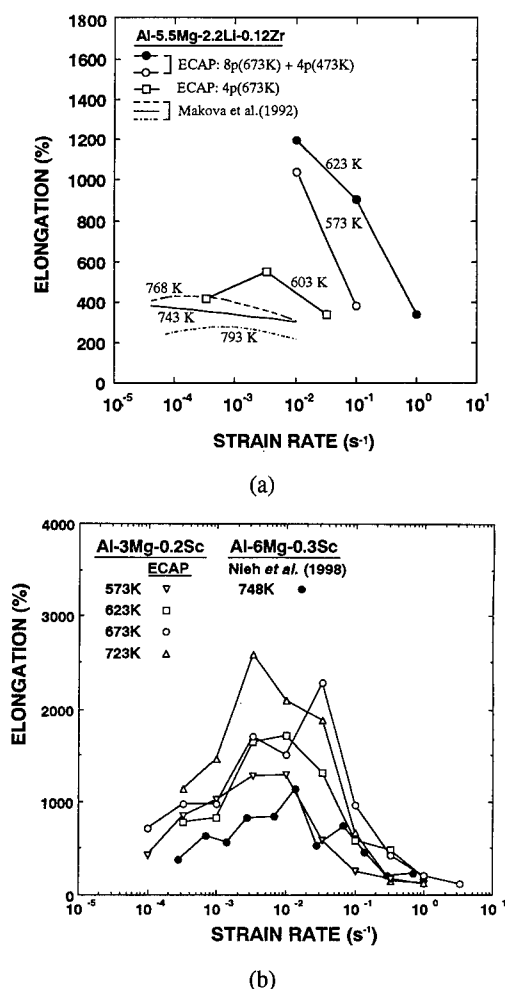 Al-5.5Mg-2.2Li-0.12Zr
ECAP: 8p(673K) + 4p(473K)
ECAP: 4p(673K)
Makova et al.(1992)
1800
1600
1400
1200
1000
800
600
400
200
0
ELONGATION (%)
623 K
573 K
603 K
768 K
743 K
793 K
10⁻⁵ 10⁻⁴ 10⁻³ 10⁻² 10⁻¹ 10⁰ 10¹
STRAIN RATE (s⁻¹)
(a)
4000
3000
2000
1000
0
ELONGATION (%)
Al-3Mg-0.2Sc Al-6Mg-0.3Sc
ECAP Nieh et al. (1998)
573K 748K
623K
673K
723K
10⁻⁵ 10⁻⁴ 10⁻³ 10⁻² 10⁻¹ 10⁰ 10¹
STRAIN RATE (s⁻¹)
(b)